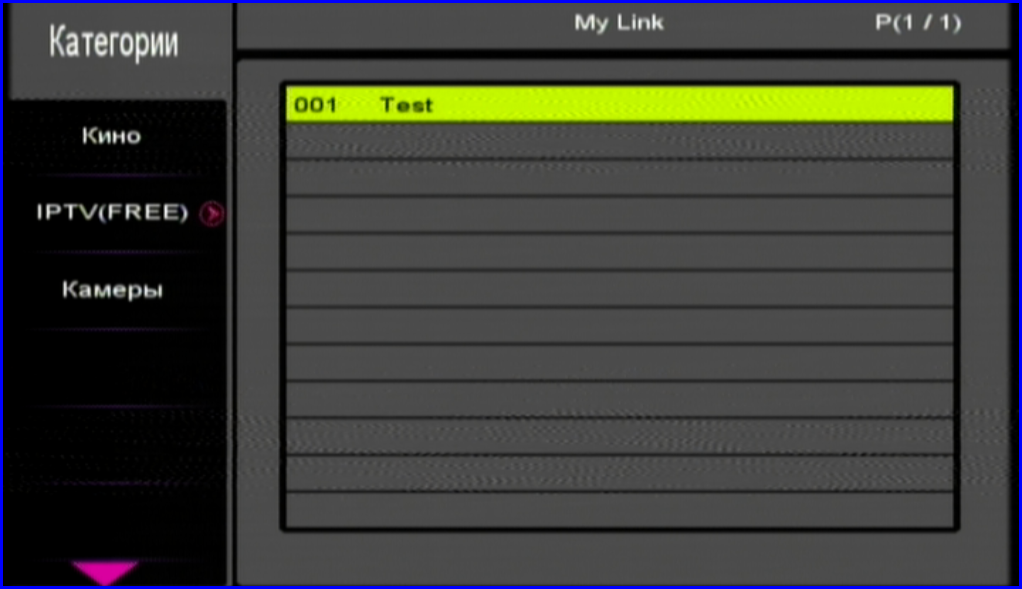 Категории
My Link P(1 / 1)
001 Test
Кино
IPTV(FREE)
Камеры